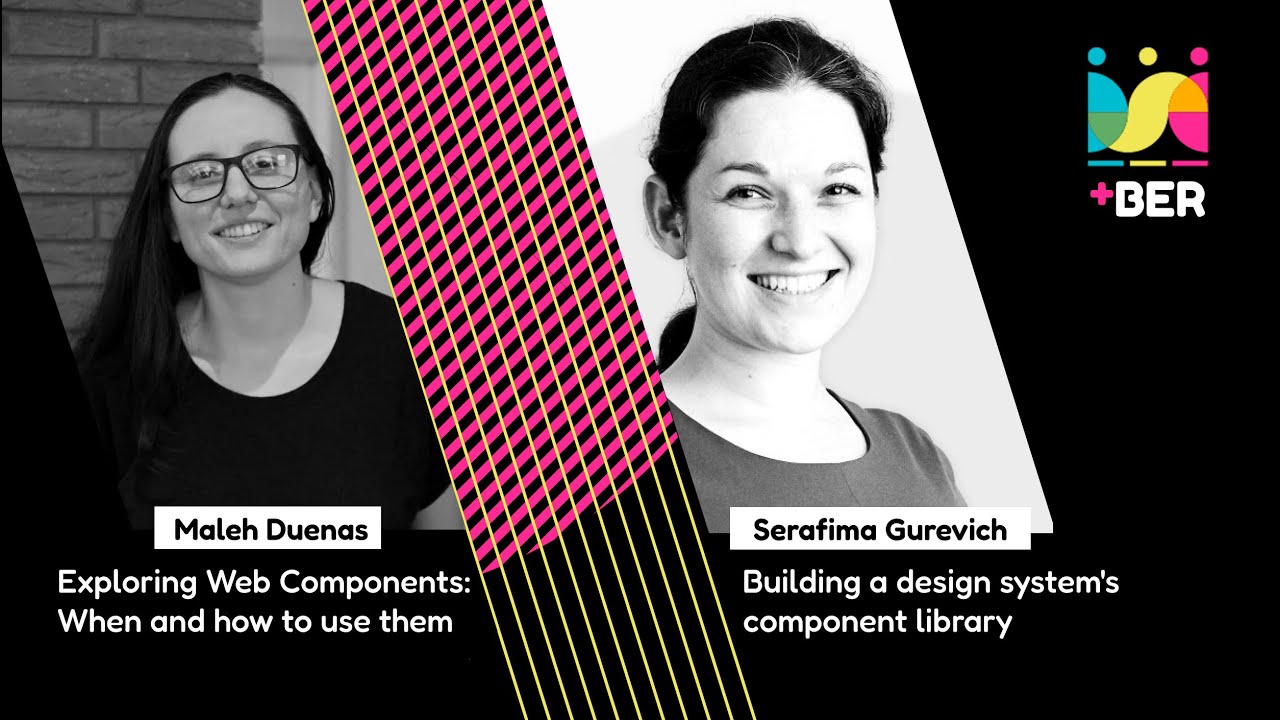 +BER
Maleh Duenas
Exploring Web Components:
When and how to use them
Serafima Gurevich
Building a design system's
component library